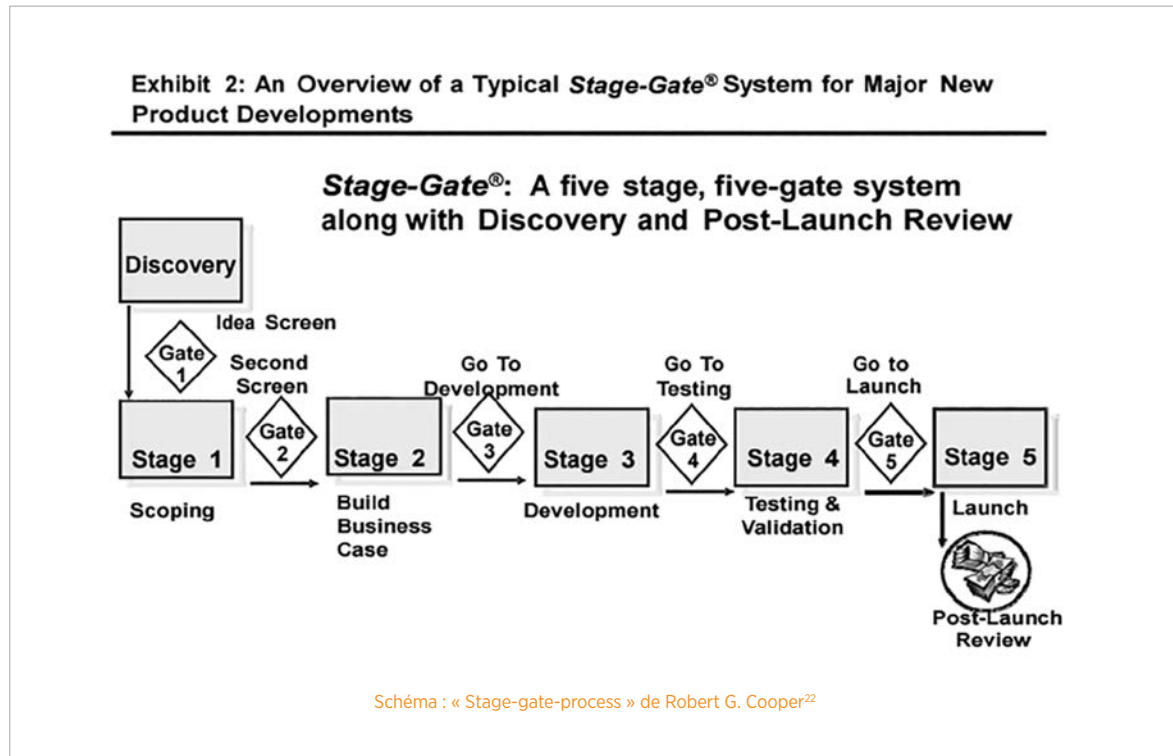 Exhibit 2: An Overview of a Typical Stage-Gate® System for Major New
Product Developments
Stage-Gate®: A five stage, five-gate system
along with Discovery and Post-Launch Review
Discovery
Idea Screen
Gate
1
Second
Screen
Go To
Development
Go To
Testing
Go to
Launch
Stage 1
Gate
2
Stage 2
Gate
3
Stage 3
Gate
4
Stage 4
Gate
5
Stage 5
Scoping
Build
Business
Case
Development
Testing &
Validation
Launch
Post-Launch
Review
Schéma : « Stage-gate-process » de Robert G. Cooper22